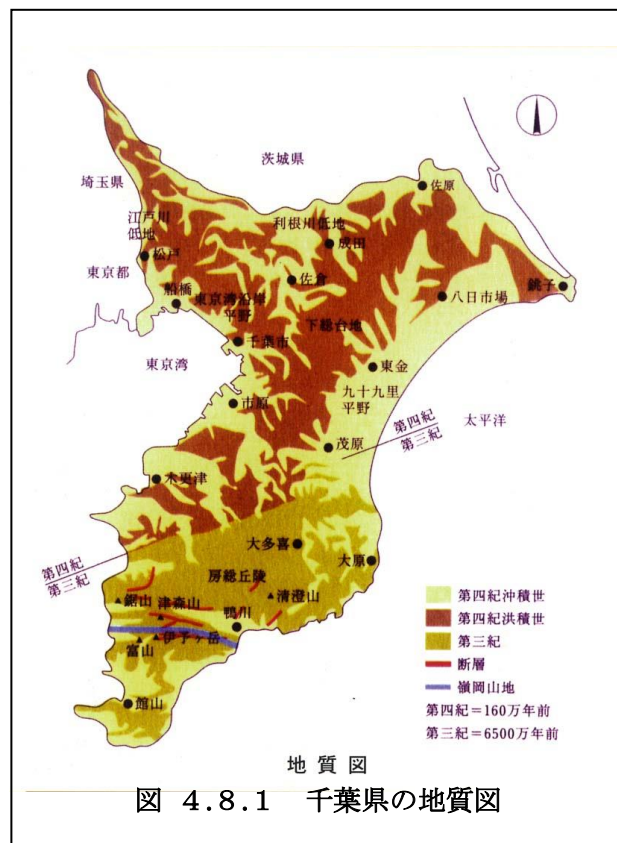 茨城県
埼玉県
佐原
江戸川
低地
利根川低地
成田
松戸
東京都
佐倉
船橋
東京湾沿岸
平野
八日市場
銚子
下総台地
千葉市
東京湾
東金
市原
九十九里
平野
太平洋
第四紀
第三紀
茂原
木更津
大多喜
大原
第四紀
第三紀
房総丘陵
鋸山
津森山
清澄山
鴨川
伊予ヶ岳
富山
館山
第四紀沖積世
第四紀洪積世
第三紀
断層
嶺岡山地
第四紀=160万年前
第三紀=6500万年前
地質図
図 4.8.1 千葉県の地質図